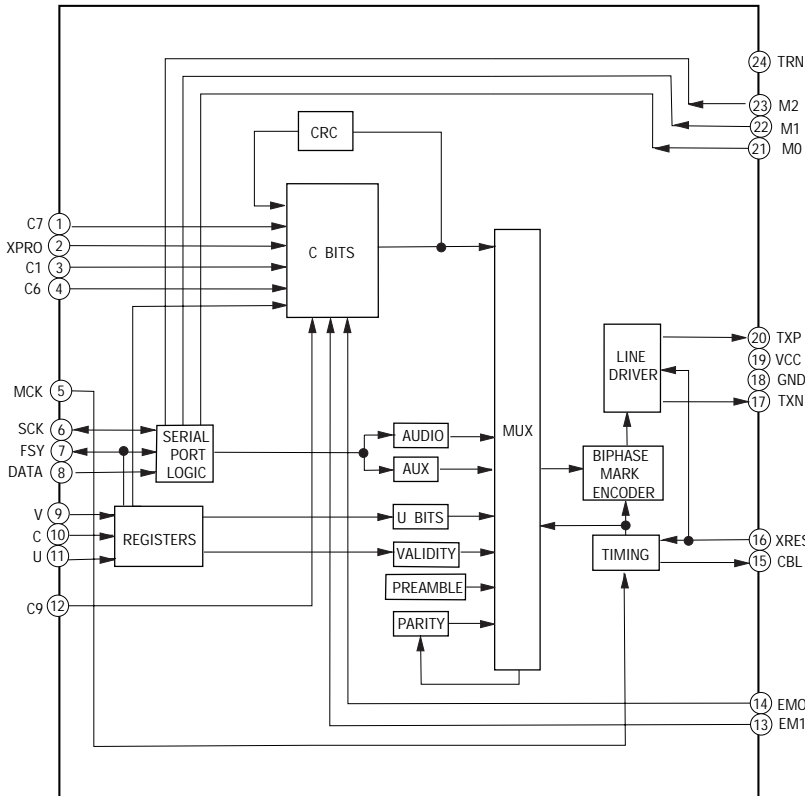 24 TRN
23 M2
22 M1
21 M0
CRC
C7 1
XPRO 2
C1 3
C6 4
C BITS
MCK 5
SCK 6
FSY 7
DATA 8
SERIAL
PORT
LOGIC
V 9
C 10
U 11
REGISTERS
C9 12
AUDIO
AUX
U BITS
VALIDITY
PREAMBLE
PARITY
MUX
LINE
DRIVER
BIPHASE
MARK
ENCODER
TIMING
20 TXP
19 VCC
18 GND
17 TXN
16 XRES
15 CBL
14 EM0
13 EM1